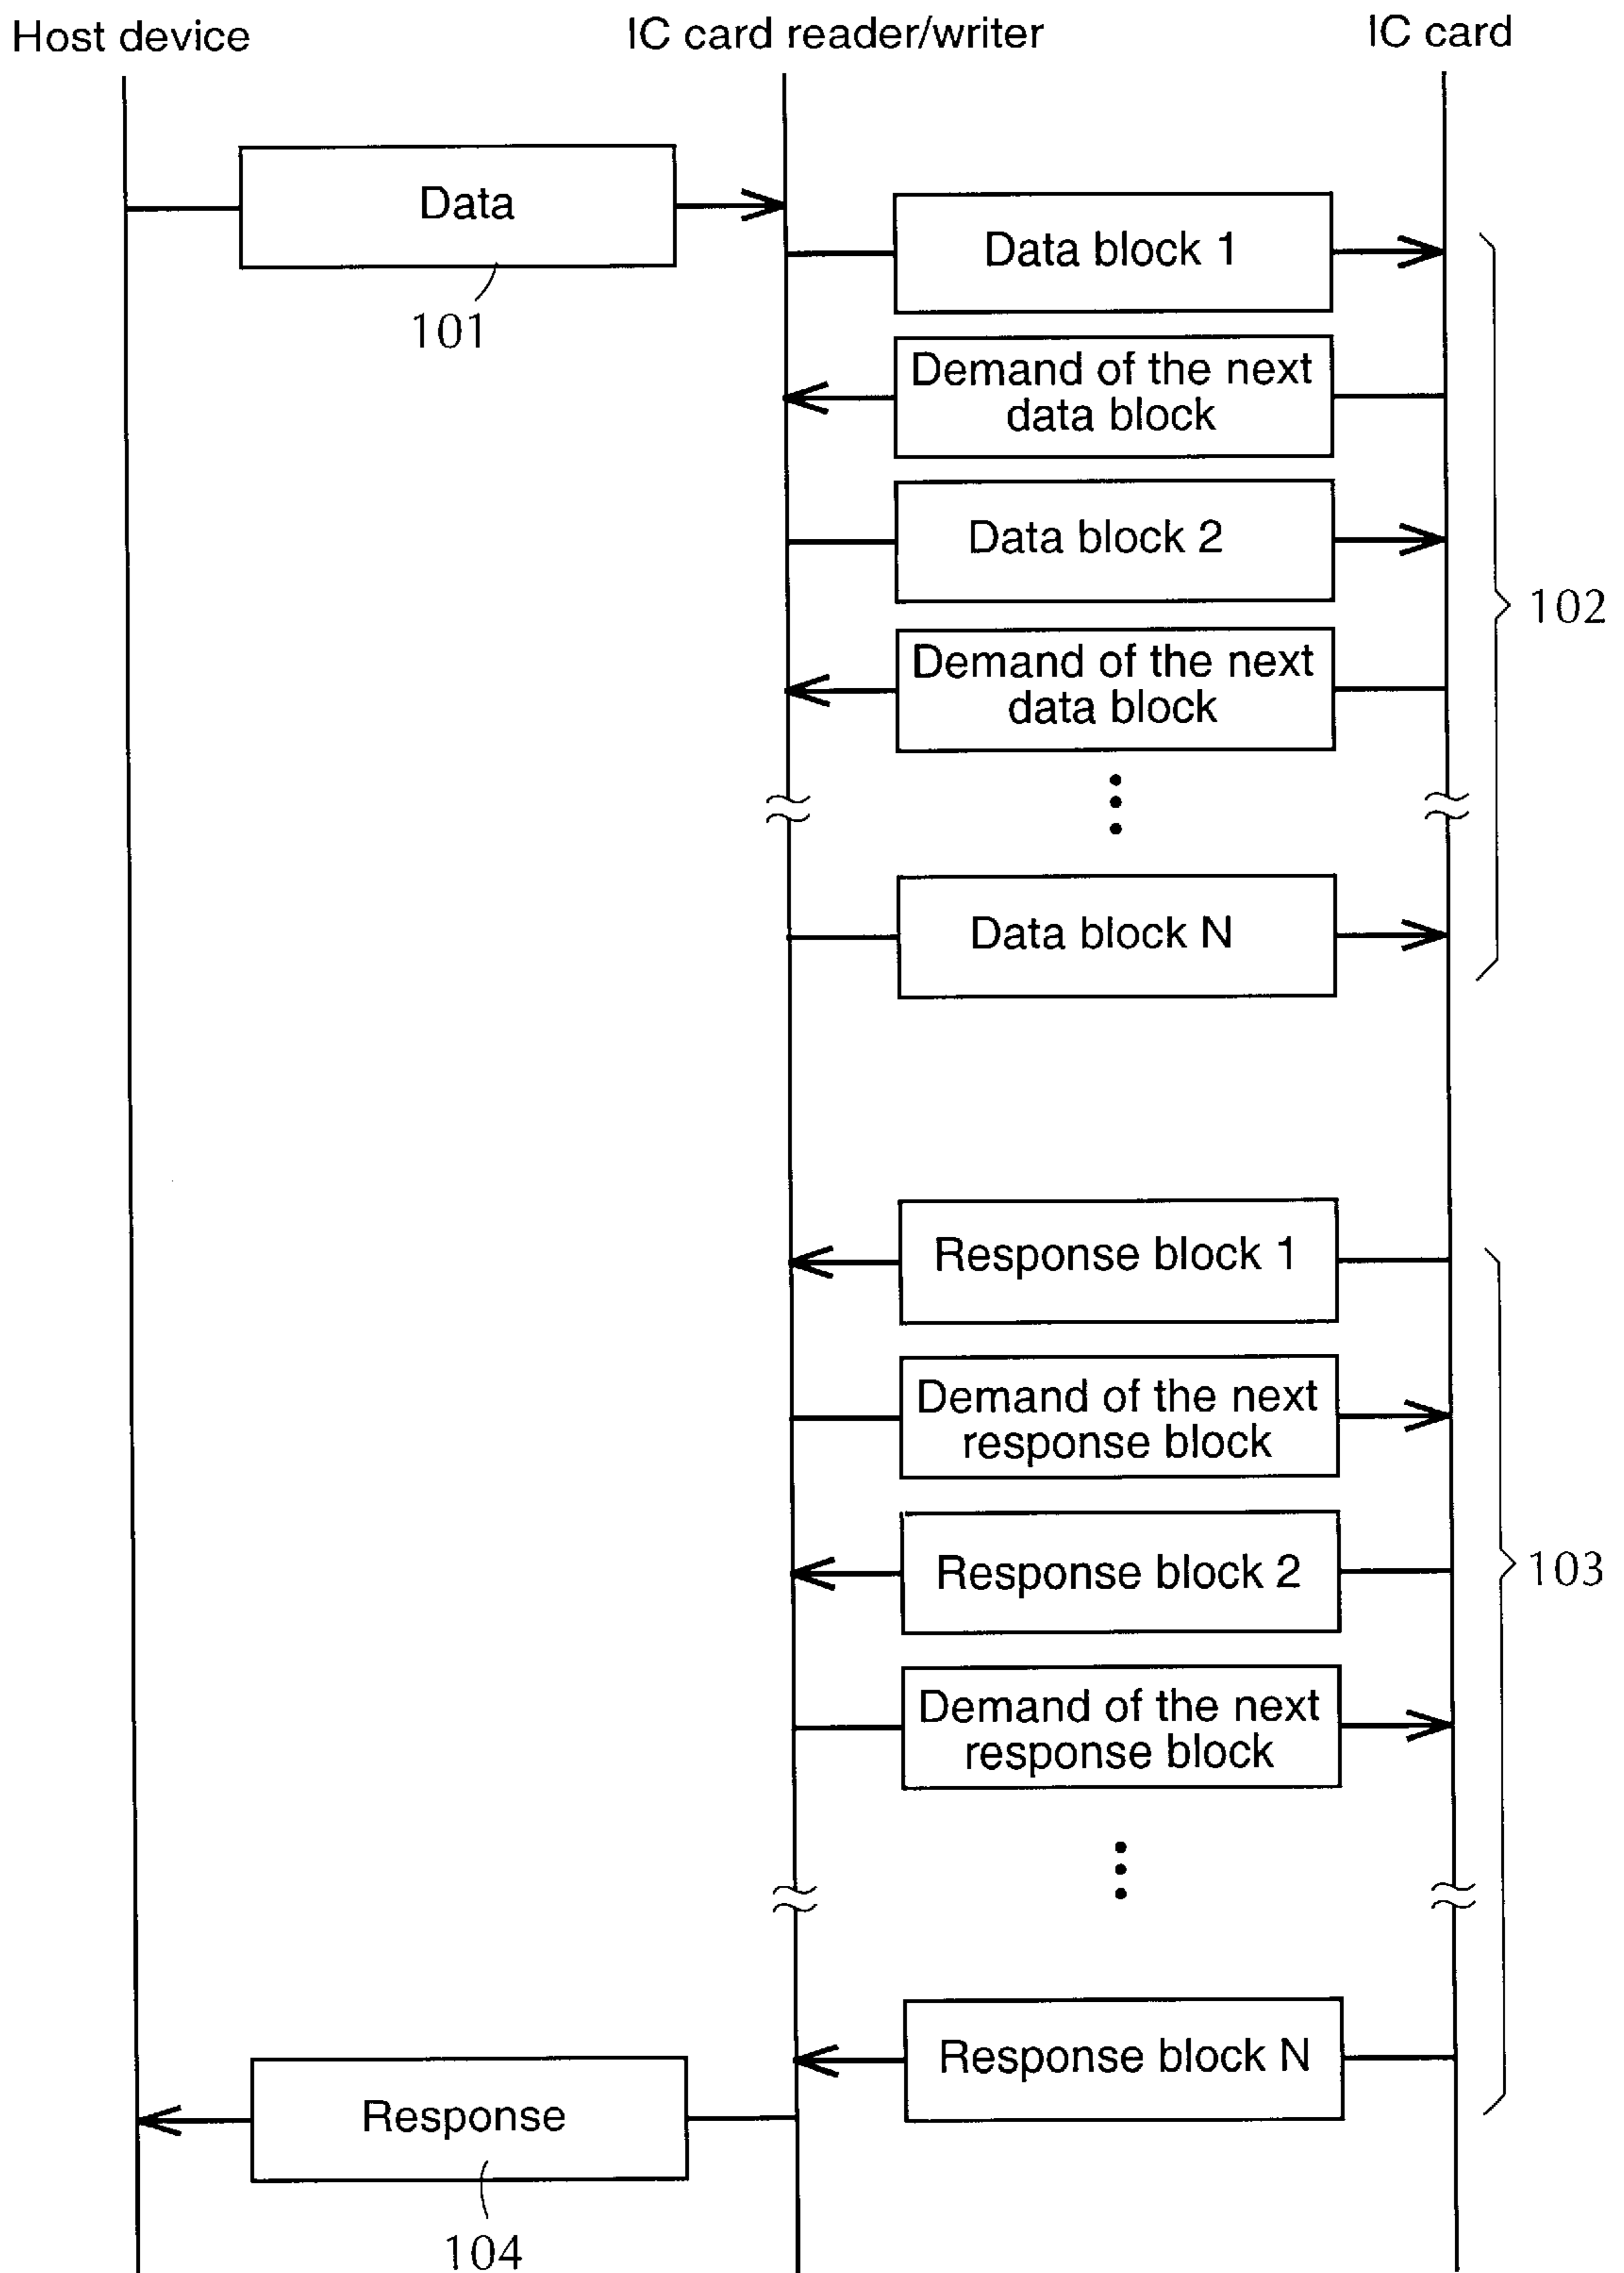 Host device
IC card reader/writer
IC card
Data
101
Data block 1
Demand of the next
data block
Data block 2
102
Demand of the next
data block
Data block N
Response block 1
Demand of the next
response block
Response block 2
103
Demand of the next
response block
Response block N
Response
104